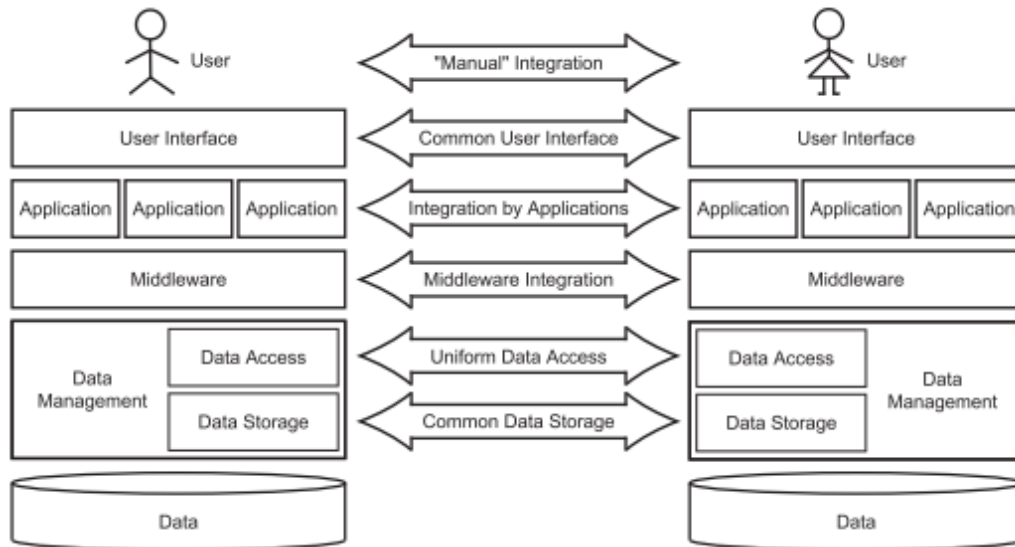 User "Manual" Integration User
User Interface Common User Interface User Interface
Application Application Application Integration by Applications Application Application Application
Middleware Middleware Integration Middleware
Data Access Uniform Data Access Data Access
Data Management Data Management
Data Storage Common Data Storage Data Storage
Data Data